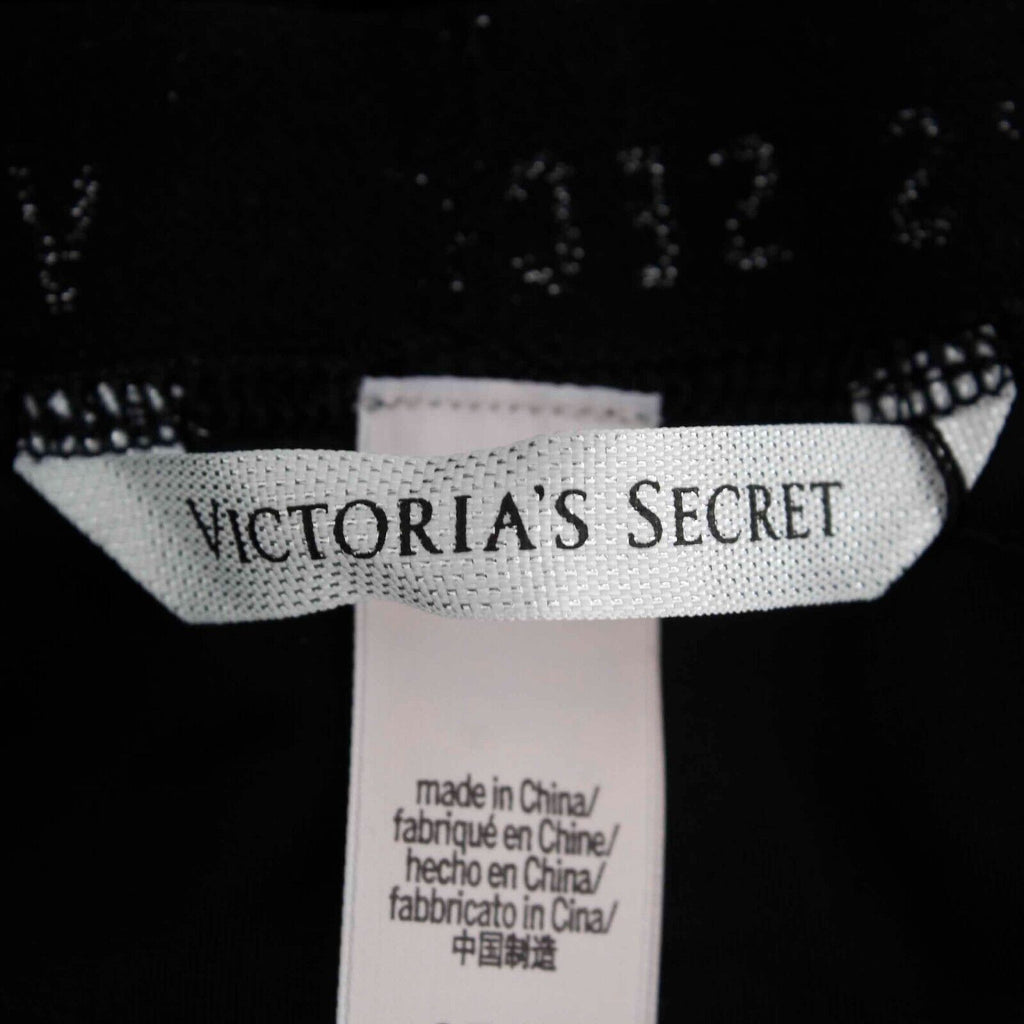 VICTORIA'S SECRET
made in China/
fabriqué en Chine/
hecho en China/
fabbricato in Cina/
中国制造